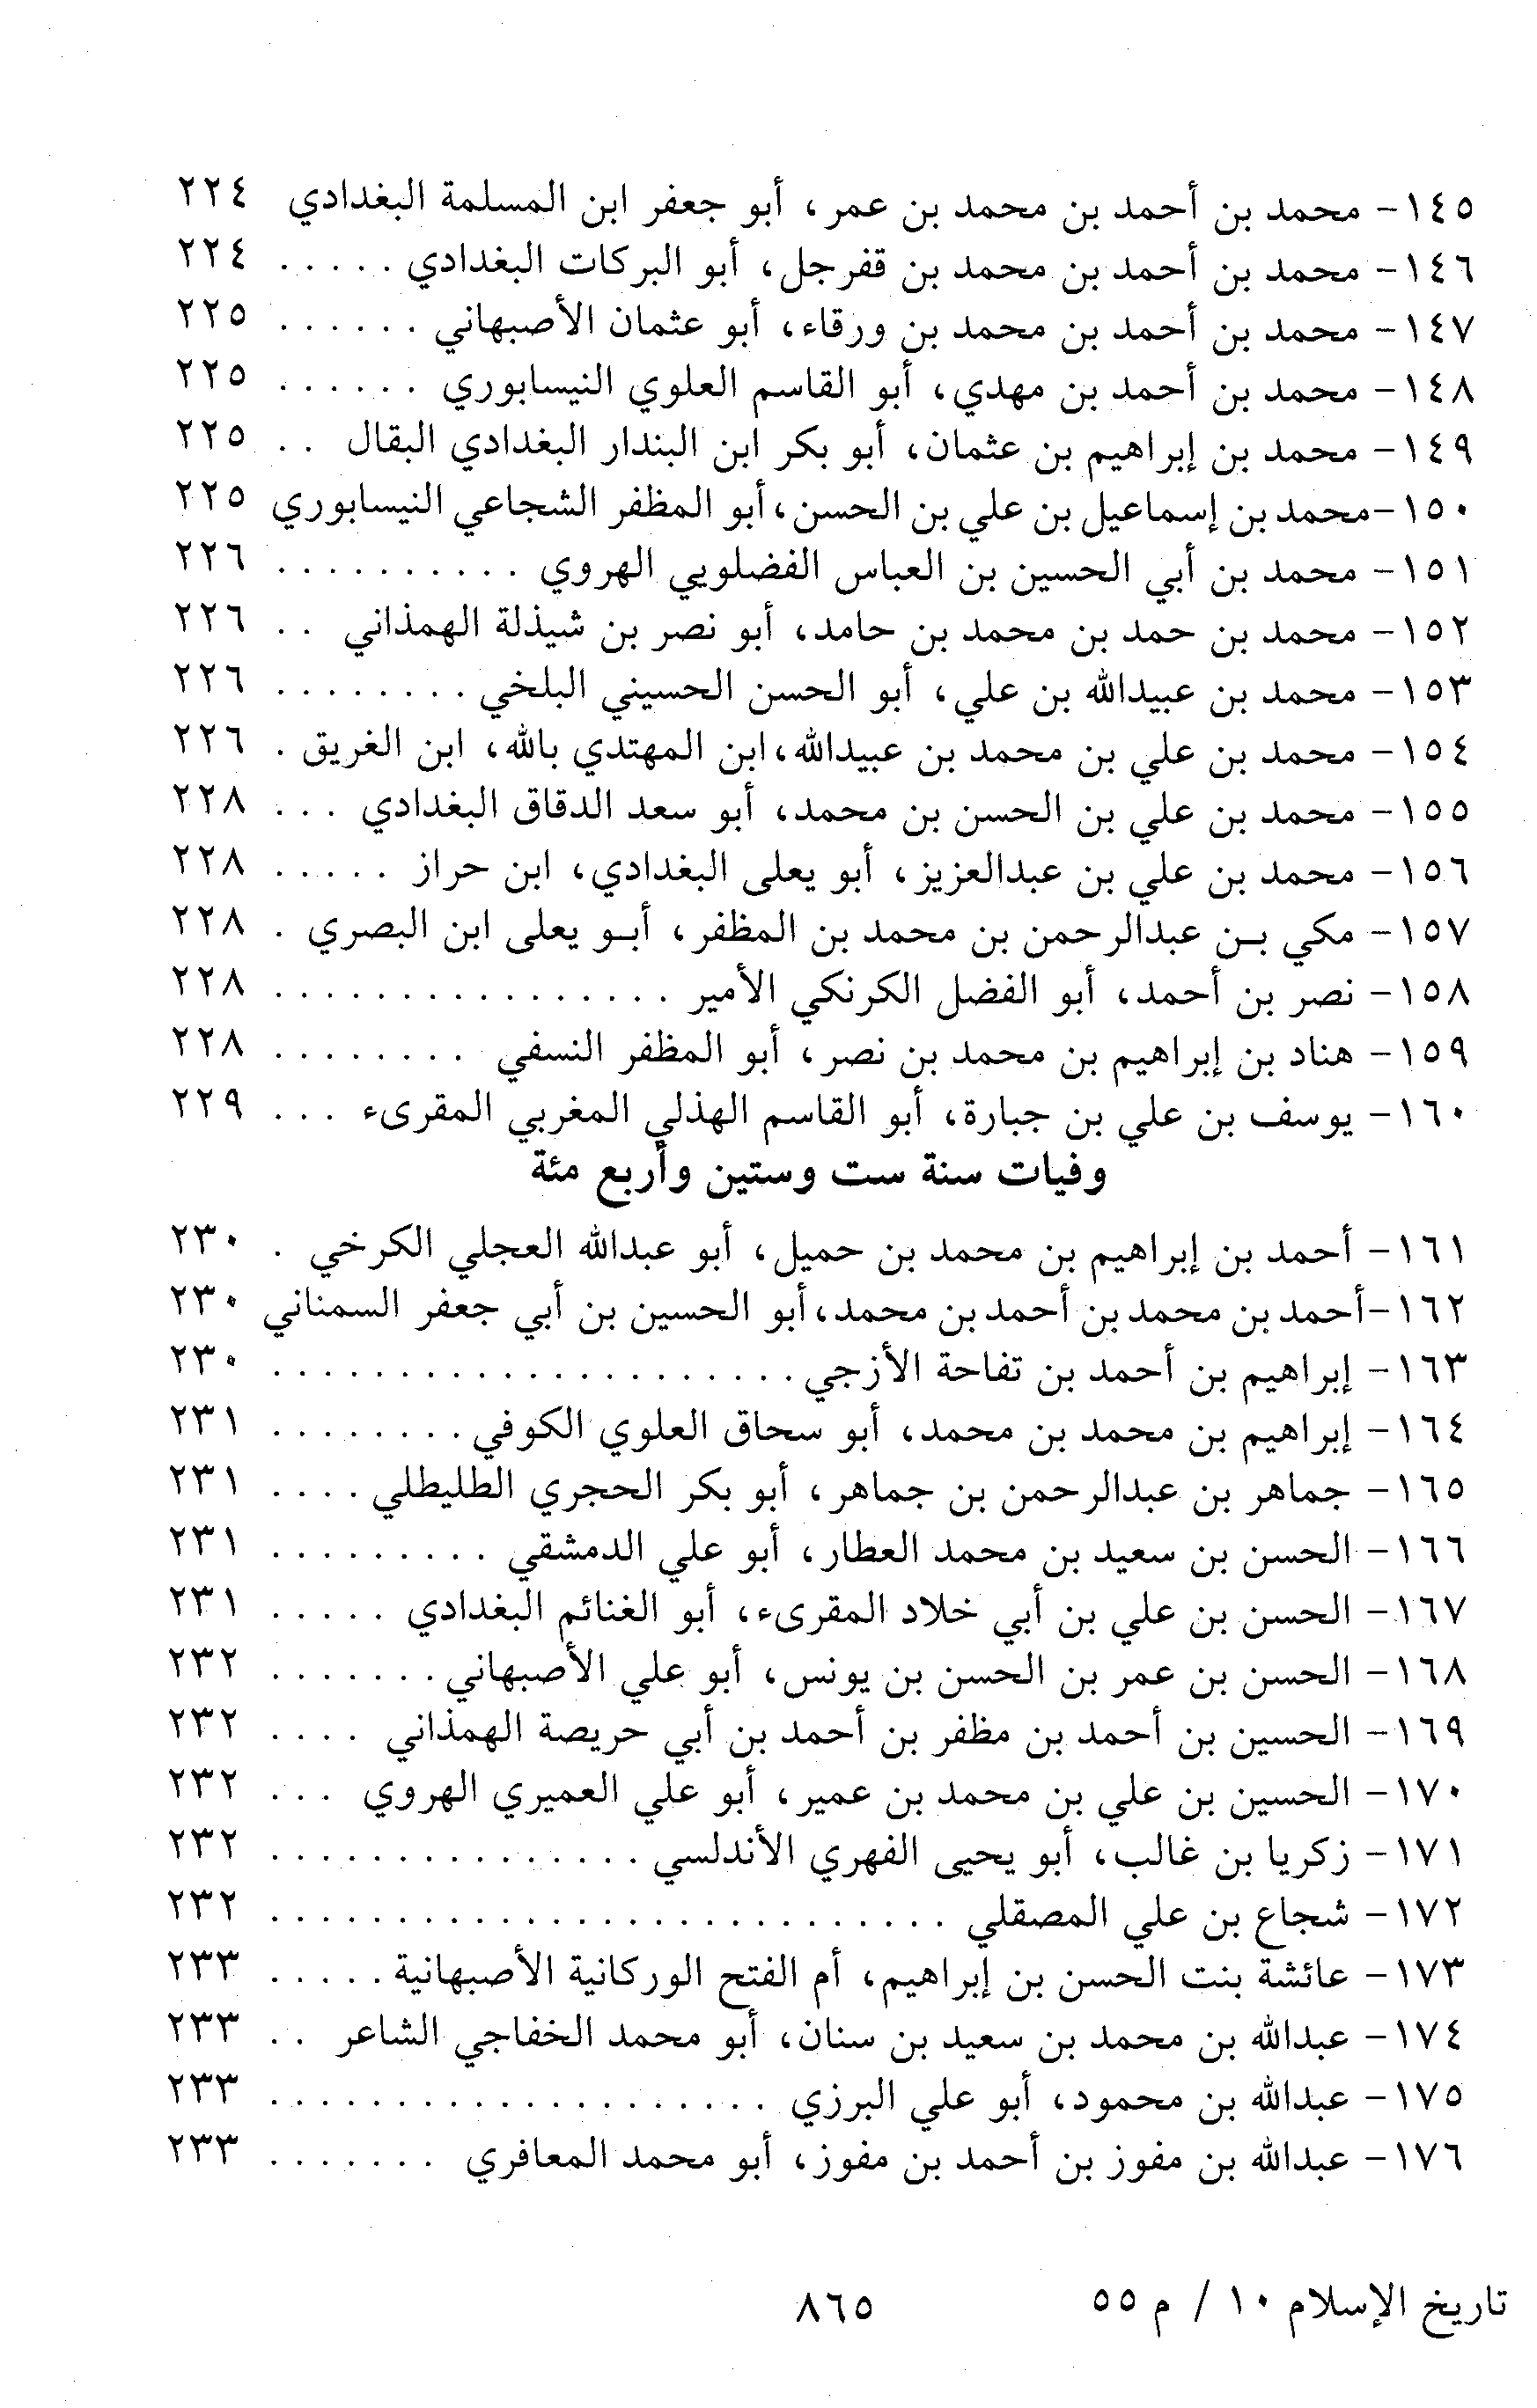 ١٤٥- محمد بن أحمد بن محمد بن عمر، أبو جعفر ابن المسلمة البغدادي ٢٢٤
١٤٦- محمد بن أحمد بن محمد بن قفرجل، أبو البركات البغدادي ..... ٢٢٤
١٤٧- محمد بن أحمد بن محمد بن ورقاء، أبو عثمان الأصبهاني ...... ٢٢٥
١٤٨- محمد بن أحمد بن مهدي، أبو القاسم العلوي النيسابوري ...... ٢٢٥
١٤٩- محمد بن إبراهيم بن عثمان، أبو بكر ابن البندار البغدادي البقال .. ٢٢٥
١٥٠-محمد بن إسماعيل بن علي بن الحسن، أبو المظفر الشجاعي النيسابوري ٢٢٥
١٥١- محمد بن أبي الحسين بن العباس الفضلويي الهروي .......... ٢٢٦
١٥٢- محمد بن حمد بن محمد بن حامد، أبو نصر بن شيذلة الهمذاني .. ٢٢٦
١٥٣- محمد بن عبيدالله بن علي، أبو الحسن الحسيني البلخي ........ ٢٢٦
١٥٤- محمد بن علي بن محمد بن عبيدالله، ابن المهتدي بالله، ابن الغريق . ٢٢٦
١٥٥- محمد بن علي بن الحسن بن محمد، أبو سعد الدقاق البغدادي ... ٢٢٨
١٥٦- محمد بن علي بن عبدالعزيز، أبو يعلى البغدادي، ابن حراز ..... ٢٢٨
١٥٧- مكي بـن عبدالرحمن بن محمد بن المظفر، أبـو يعلى ابن البصري . ٢٢٨
١٥٨- نصر بن أحمد، أبو الفضل الكرنكي الأمير ................ ٢٢٨
١٥٩- هناد بن إبراهيم بن محمد بن نصر، أبو المظفر النسفي ........ ٢٢٨
١٦٠- يوسف بن علي بن جبارة، أبو القاسم الهذلي المغربي المقرىء ... ٢٢٩
وفيات سنة ست وستين وأربع مئة
١٦١- أحمد بن إبراهيم بن محمد بن حميل، أبو عبدالله العجلي الكرخي . ٢٣٠
١٦٢-أحمد بن محمد بن أحمد بن محمد، أبو الحسين بن أبي جعفر السمناني ٢٣٠
١٦٣- إبراهيم بن أحمد بن تفاحة الأزجي ..................... ٢٣٠
١٦٤- إبراهيم بن محمد بن محمد، أبو سحاق العلوي الكوفي ........ ٢٣١
١٦٥- جماهر بن عبدالرحمن بن جماهر، أبو بكر الحجري الطليطلي .... ٢٣١
١٦٦- الحسن بن سعيد بن محمد العطار، أبو علي الدمشقي ......... ٢٣١
١٦٧- الحسن بن علي بن أبي خلاد المقرىء، أبو الغنائم البغدادي ..... ٢٣١
١٦٨- الحسن بن عمر بن الحسن بن يونس، أبو علي الأصبهاني ....... ٢٣٢
١٦٩- الحسين بن أحمد بن مظفر بن أحمد بن أبي حريصة الهمذاني .... ٢٣٢
١٧٠- الحسين بن علي بن محمد بن عمير، أبو علي العميري الهروي ... ٢٣٢
١٧١- زكريا بن غالب، أبو يحيى الفهري الأندلسي ............... ٢٣٢
١٧٢- شجاع بن علي المصقلي ........................... ٢٣٢
١٧٣- عائشة بنت الحسن بن إبراهيم، أم الفتح الوركانية الأصبهانية ..... ٢٣٣
١٧٤- عبدالله بن محمد بن سعيد بن سنان، أبو محمد الخفاجي الشاعر .. ٢٣٣
١٧٥- عبدالله بن محمود، أبو علي البرزي .................... ٢٣٣
١٧٦- عبدالله بن مفوز بن أحمد بن مفوز، أبو محمد المعافري ....... ٢٣٣
تاريخ الإسلام ١٠ / م ٥٥
٨٦٥